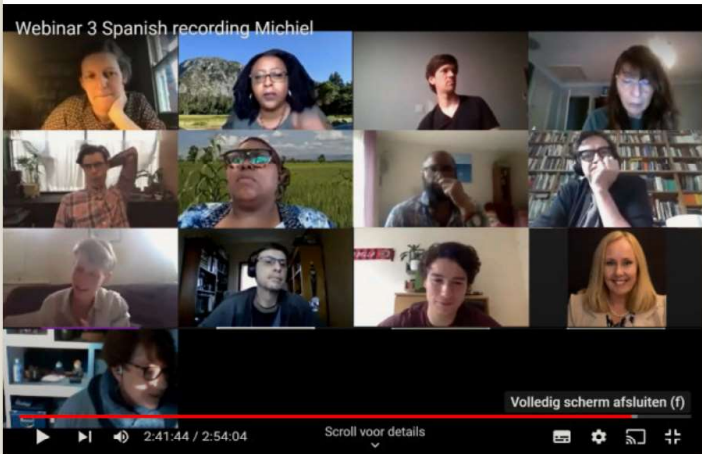 Webinar 3 Spanish recording Michiel
Volledig scherm afsluiten (f)
2:41:44 / 2:54:04
Scroll voor details